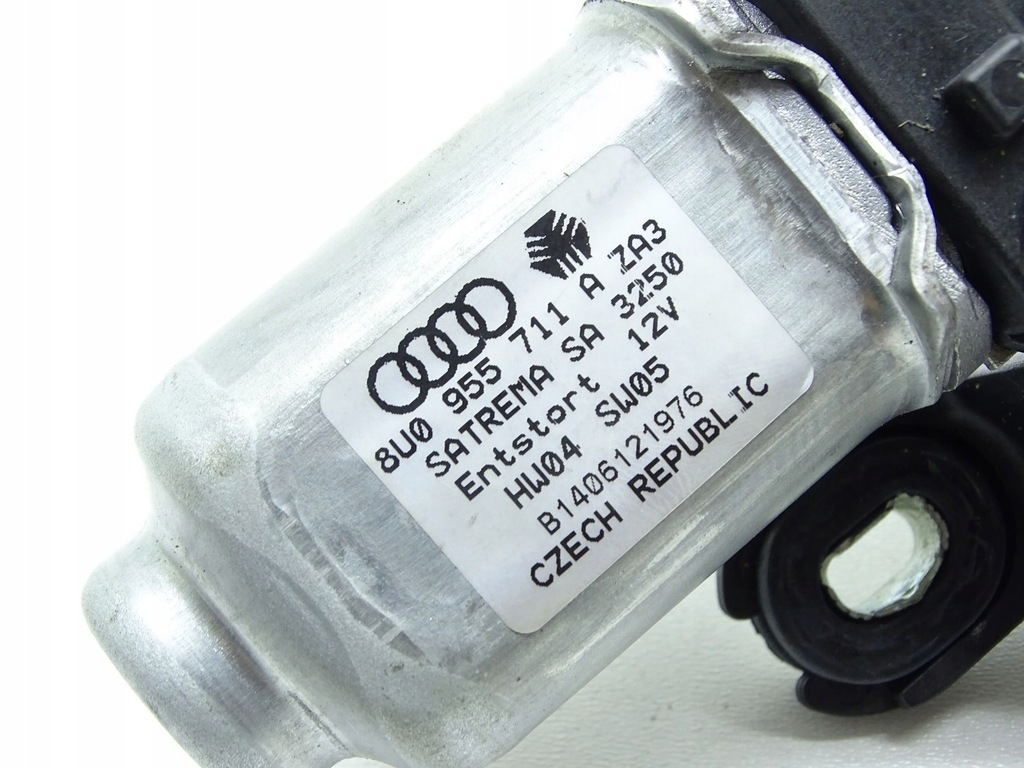 8U0 955 711 A ZA3
SATREMA SA 3250
Entstort 12V
HW04 SW05
B1406121976
CZECH REPUBLIC